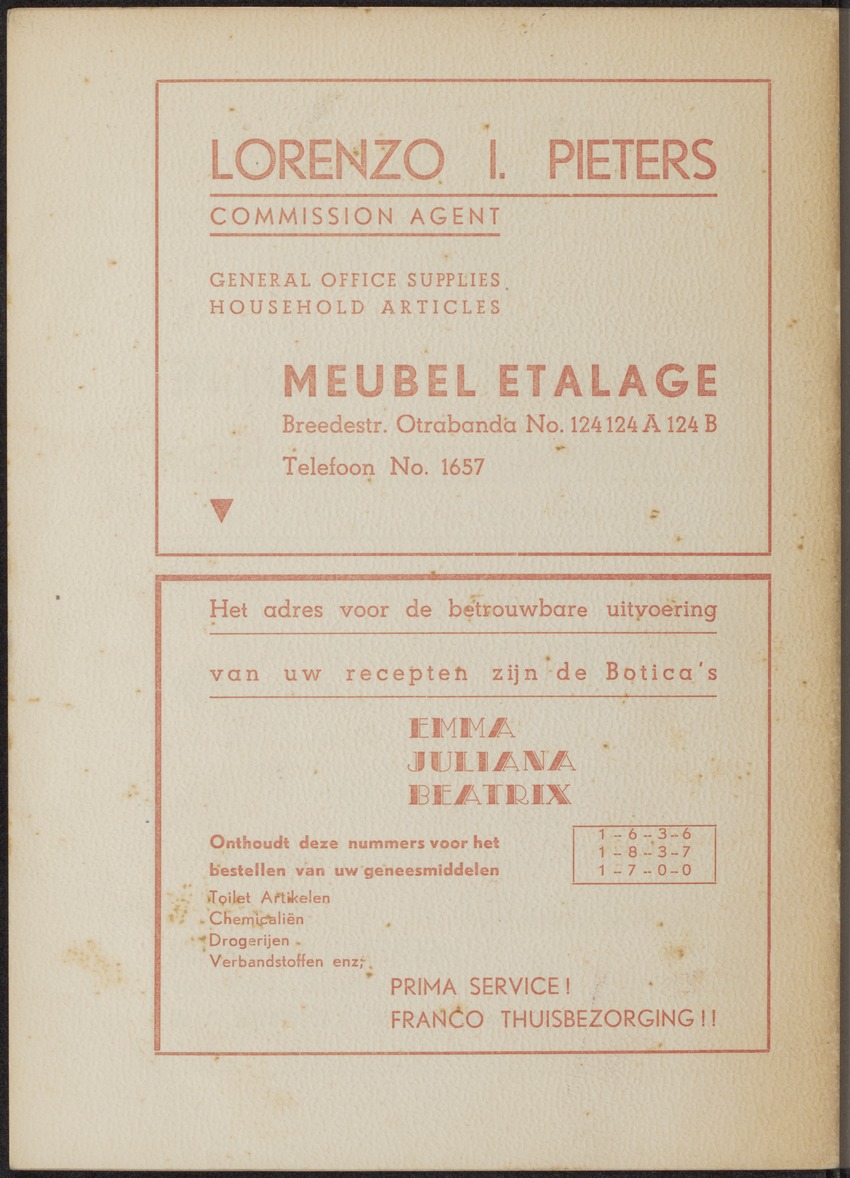 LORENZO I. PIETERS
COMMISSION AGENT
GENERAL OFFICE SUPPLIES
HOUSEHOLD ARTICLES
MEUBEL ETALAGE
Breedestr. Otrabanda No. 124 124 A 124 B
Telefoon No. 1657
Het adres voor de betrouwbare uitvoering
van uw recepten zijn de Botica's
EMMA
JULIANA
BEATRIX
Onthoudt deze nummers voor het
bestellen van uw geneesmiddelen
1-6-3-6
1-8-3-7
1-7-0-0
Toilet Artikelen
Chemicaliën
Drogerijen
Verbandstoffen enz;
PRIMA SERVICE!
FRANCO THUISBEZORGING!!